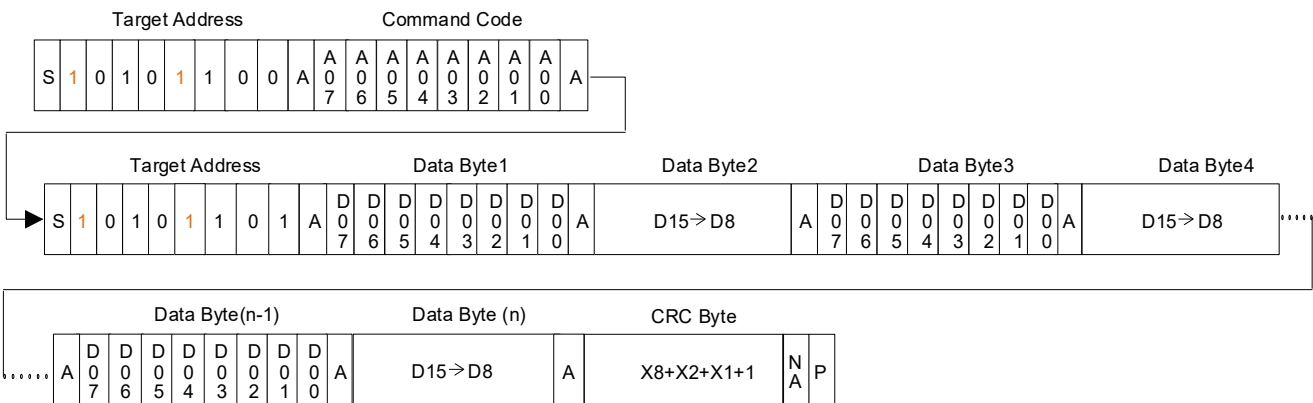 Target Address Command Code
S 1 0 1 0 1 1 0 0 A A07 A06 A05 A04 A03 A02 A01 A00 A
Target Address Data Byte1 Data Byte2 Data Byte3 Data Byte4
S 1 0 1 0 1 1 0 1 A D07 D06 D05 D04 D03 D02 D01 D00 A D15→D8 A D07 D06 D05 D04 D03 D02 D01 D00 A D15→D8
Data Byte(n-1) Data Byte (n) CRC Byte
A D07 D06 D05 D04 D03 D02 D01 D00 A D15→D8 A X8+X2+X1+1 NA P